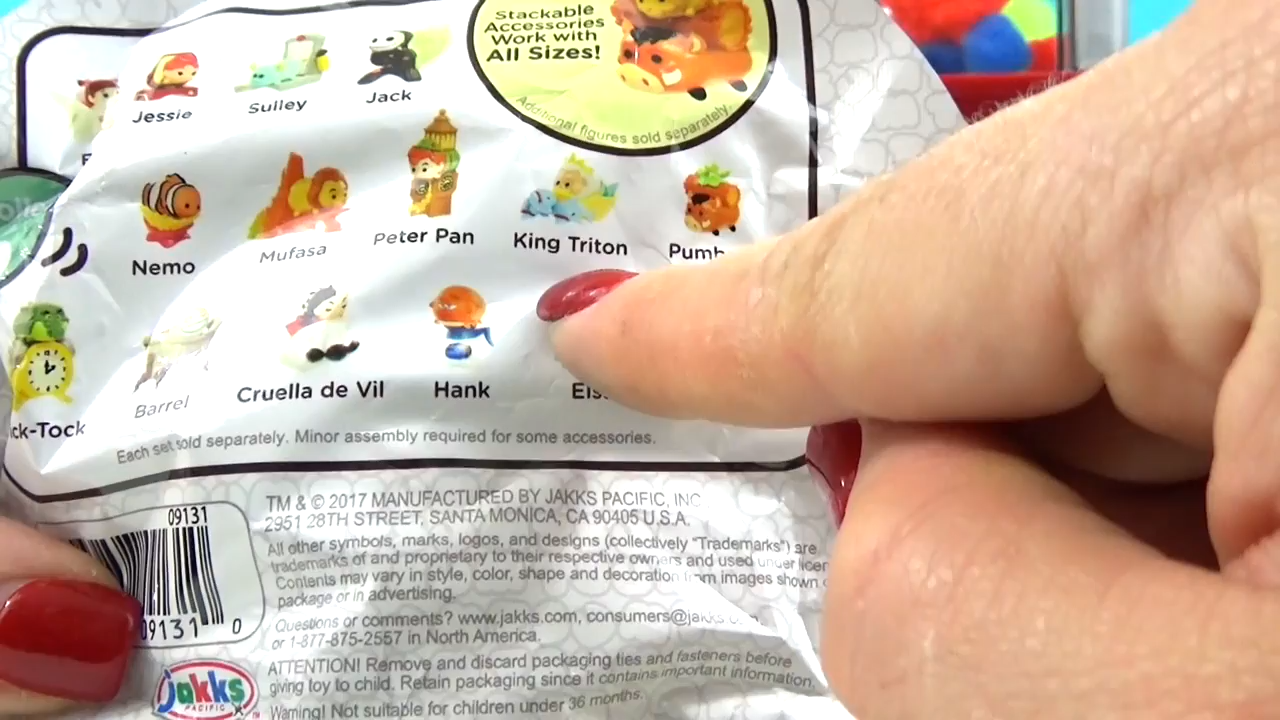 Stackable
Accessories
Work with
All Sizes!
Additional figures sold separately.
Jessie
Sulley
Jack
Nemo
Mufasa
Peter Pan
King Triton
Pumb
ck-Tock
Barrel
Cruella de Vil
Hank
Each set sold separately. Minor assembly required for some accessories.
09131
09131 0
TM & © 2017 MANUFACTURED BY JAKKS PACIFIC, INC
2951 28TH STREET, SANTA MONICA, CA 90405 U.S.A.
All other symbols, marks, logos, and designs (collectively "Trademarks") are
trademarks of and proprietary to their respective owners and used under licen
Contents may vary in style, color, shape and decoration from images shown
package or in advertising.
Questions or comments? www.jakks.com, consumers@jakks
or 1-877-875-2557 in North America.
Jakks
PACIFIC
ATTENTION! Remove and discard packaging ties and fasteners before
giving toy to child. Retain packaging since it contains important information.
Warning! Not suitable for children under 36 months.